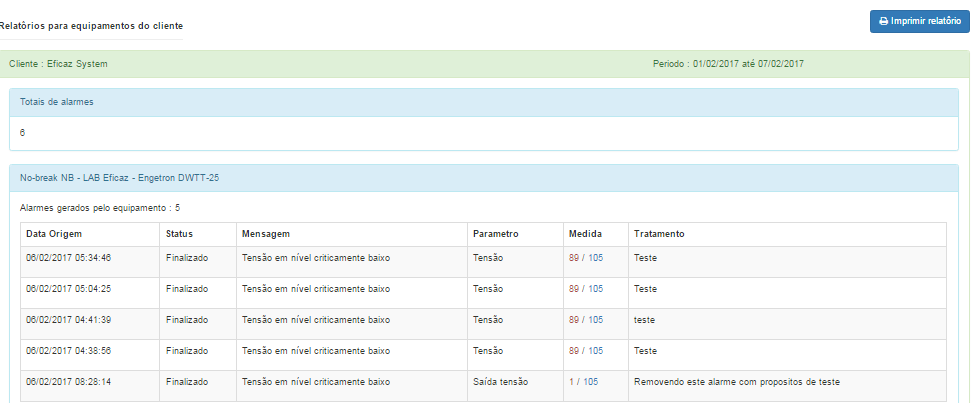 Relatórios para equipamentos do cliente
Imprimir relatório
Cliente : Eficaz System Periodo : 01/02/2017 até 07/02/2017
Totais de alarmes
6
No-break NB - LAB Eficaz - Engetron DWTT-25
Alarmes gerados pelo equipamento : 5
Data Origem Status Mensagem Parametro Medida Tratamento
06/02/2017 05:34:46 Finalizado Tensão em nível criticamente baixo Tensão 89 / 105 Teste
06/02/2017 05:04:25 Finalizado Tensão em nível criticamente baixo Tensão 89 / 105 Teste
06/02/2017 04:41:39 Finalizado Tensão em nível criticamente baixo Tensão 89 / 105 teste
06/02/2017 04:38:56 Finalizado Tensão em nível criticamente baixo Tensão 89 / 105 Teste
06/02/2017 08:28:14 Finalizado Tensão em nível criticamente baixo Saída tensão 1 / 105 Removendo este alarme com propositos de teste